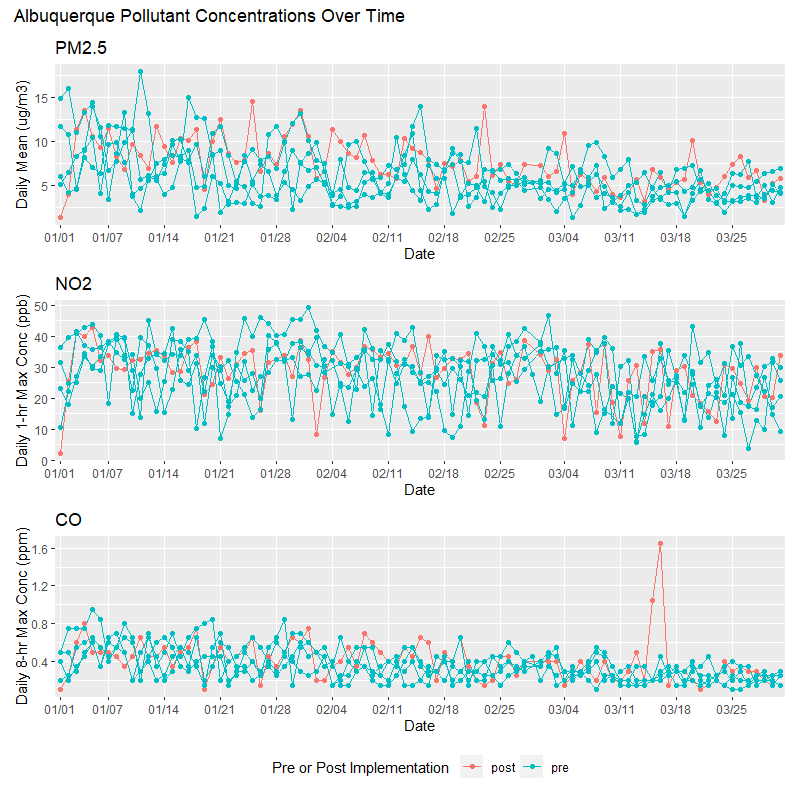 Albuquerque Pollutant Concentrations Over Time
PM2.5
Daily Mean (ug/m3)
15
10
5
01/01 01/07 01/14 01/21 01/28 02/04 02/11 02/18 02/25 03/04 03/11 03/18 03/25
Date
NO2
Daily 1-hr Max Conc (ppb)
50
40
30
20
10
0
01/01 01/07 01/14 01/21 01/28 02/04 02/11 02/18 02/25 03/04 03/11 03/18 03/25
Date
CO
Daily 8-hr Max Conc (ppm)
1.6
1.2
0.8
0.4
01/01 01/07 01/14 01/21 01/28 02/04 02/11 02/18 02/25 03/04 03/11 03/18 03/25
Date
Pre or Post Implementation post pre